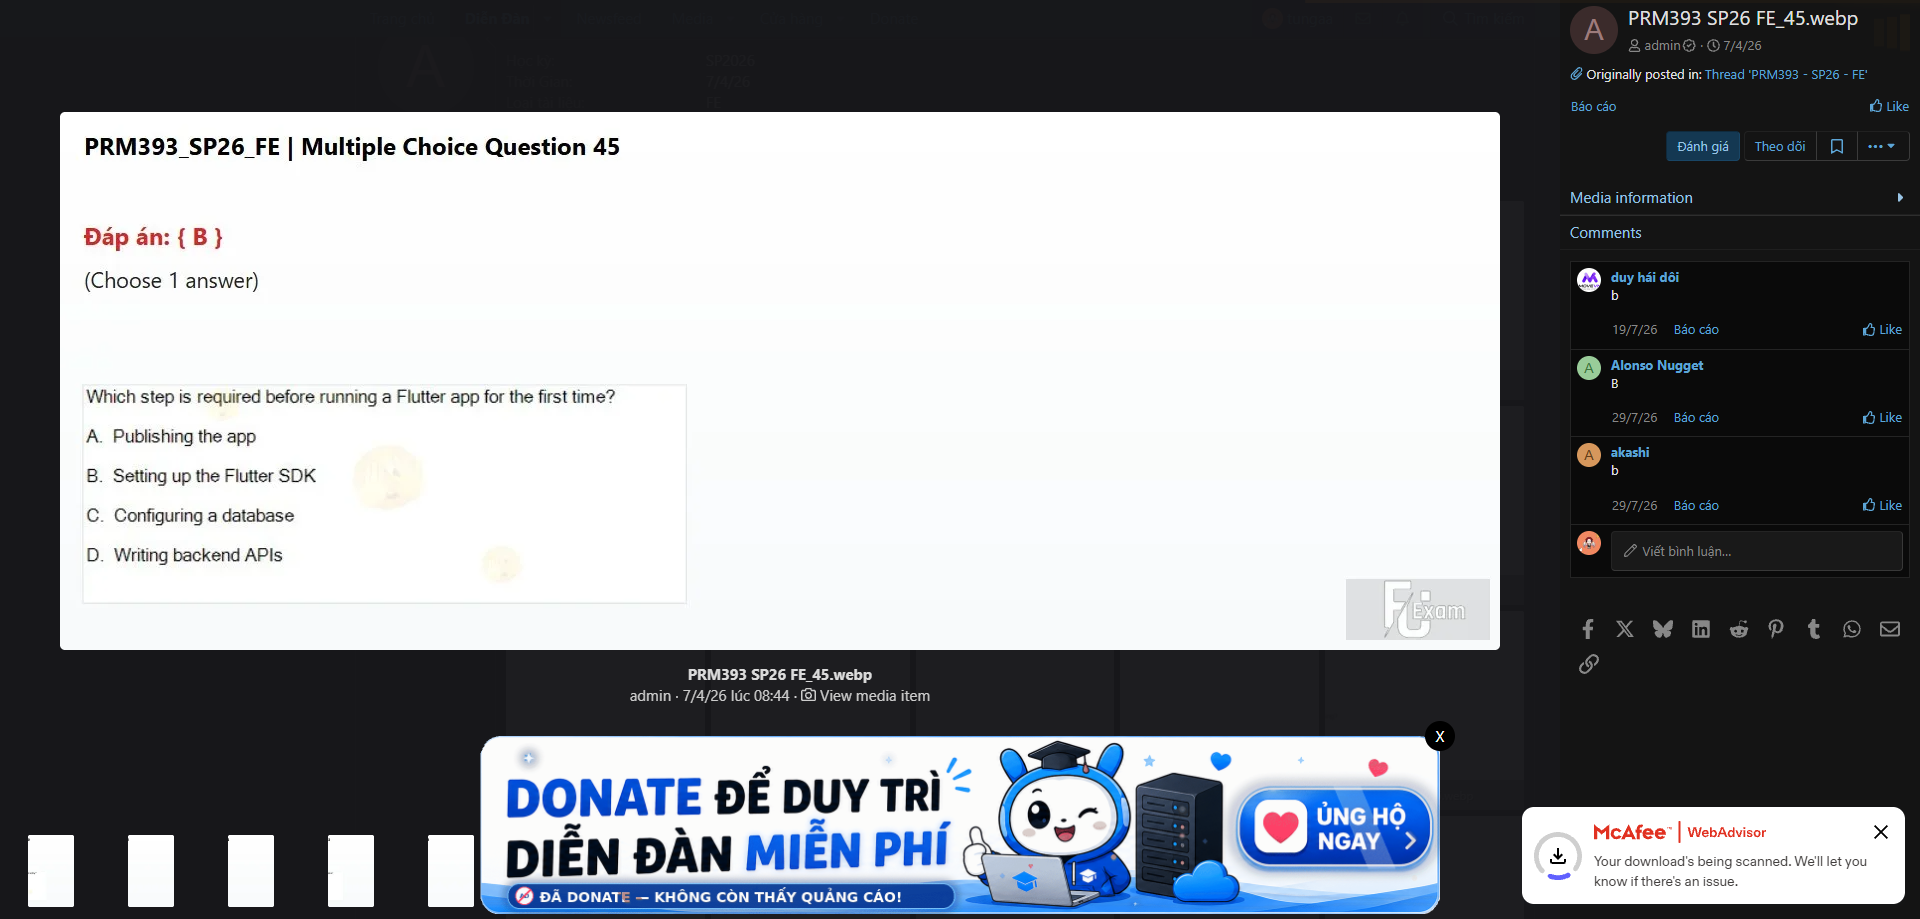 PRM393_SP26_FE | Multiple Choice Question 45
Đáp án: { B }
(Choose 1 answer)
Which step is required before running a Flutter app for the first time?
A. Publishing the app
B. Setting up the Flutter SDK
C. Configuring a database
D. Writing backend APIs
Exam
PRM393 SP26 FE_45.webp
admin · 7/4/26 lúc 08:44 · View media item
X
DONATE ĐỂ DUY TRÌ
DIỄN ĐÀN MIỄN PHÍ
ĐÃ DONATE — KHÔNG CÒN THẤY QUẢNG CÁO!
ỦNG HỘ
NGAY
A
PRM393 SP26 FE_45.webp
admin · 7/4/26
Originally posted in: Thread 'PRM393 - SP26 - FE'
Báo cáo
Like
Đánh giá
Theo dõi
Media information
Comments
duy hái dôi
b
19/7/26 Báo cáo Like
A
Alonso Nugget
B
29/7/26 Báo cáo Like
A
akashi
b
29/7/26 Báo cáo Like
Viết bình luận...
McAfee | WebAdvisor
Your download's being scanned. We'll let you
know if there's an issue.